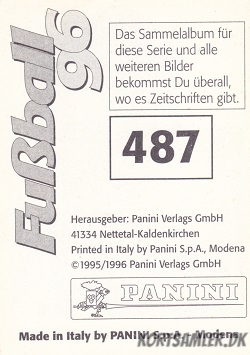 Fußball 96
Das Sammelalbum für
diese Serie und alle
weiteren Bilder
bekommst Du überall,
wo es Zeitschriften gibt.
487
Herausgeber: Panini Verlags GmbH
41334 Nettetal-Kaldenkirchen
Printed in Italy by Panini S.p.A., Modena
©1995/1996 Panini Verlags GmbH
PANINI
Made in Italy by PANINI S.p.A. - Modena
KORTSAMLER.DK